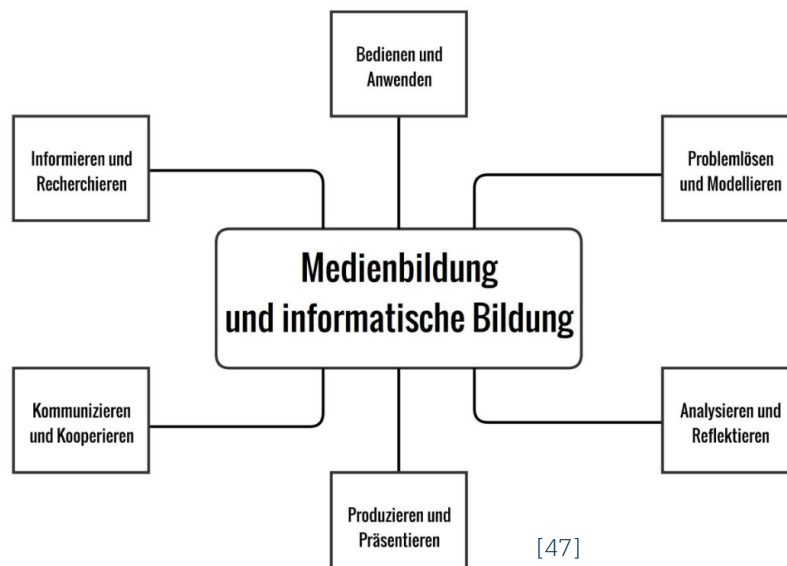 Bedienen und
Anwenden
Informieren und
Recherchieren
Problemlösen
und Modellieren
Medienbildung
und informatische Bildung
Kommunizieren
und Kooperieren
Analysieren und
Reflektieren
Produzieren und
Präsentieren
[47]